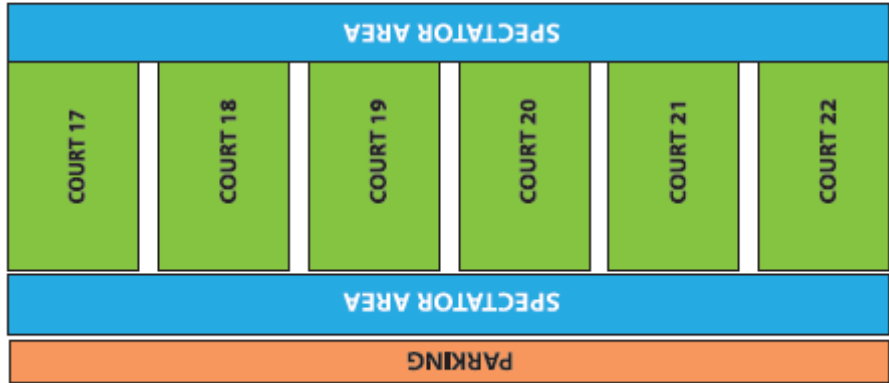 SPECTATOR AREA
COURT 17
COURT 18
COURT 19
COURT 20
COURT 21
COURT 22
SPECTATOR AREA
PARKING